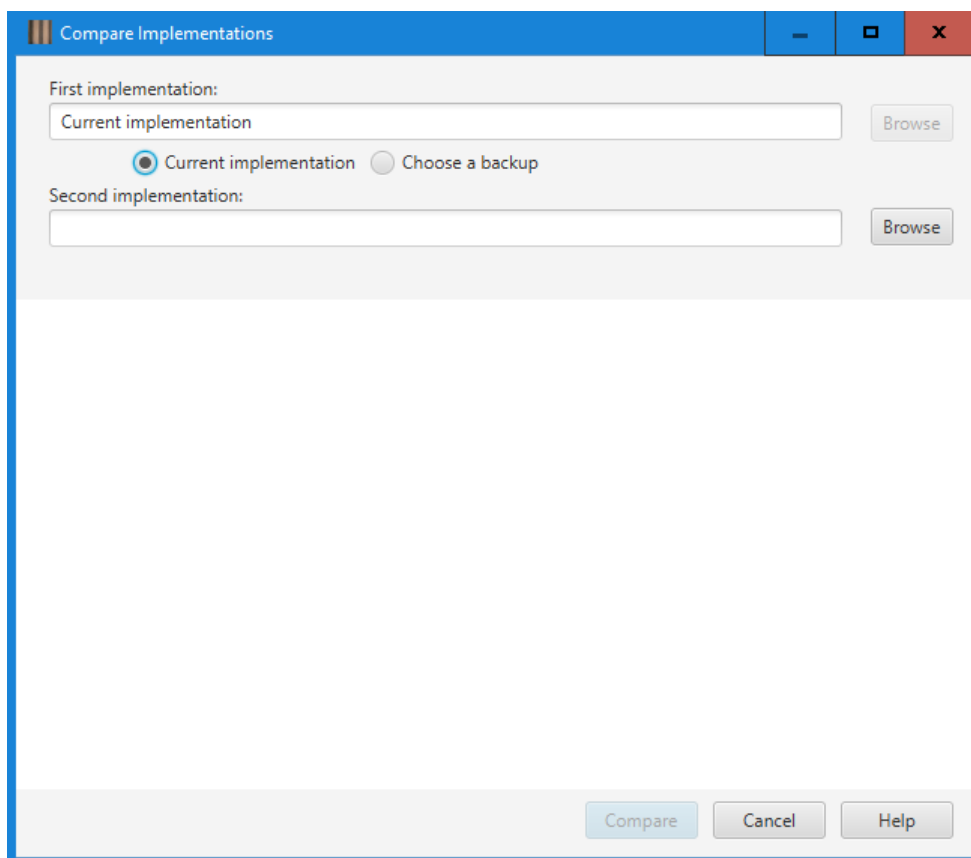 Compare Implementations
First implementation:
Current implementation
Browse
Current implementation Choose a backup
Second implementation:
Browse
Compare Cancel Help